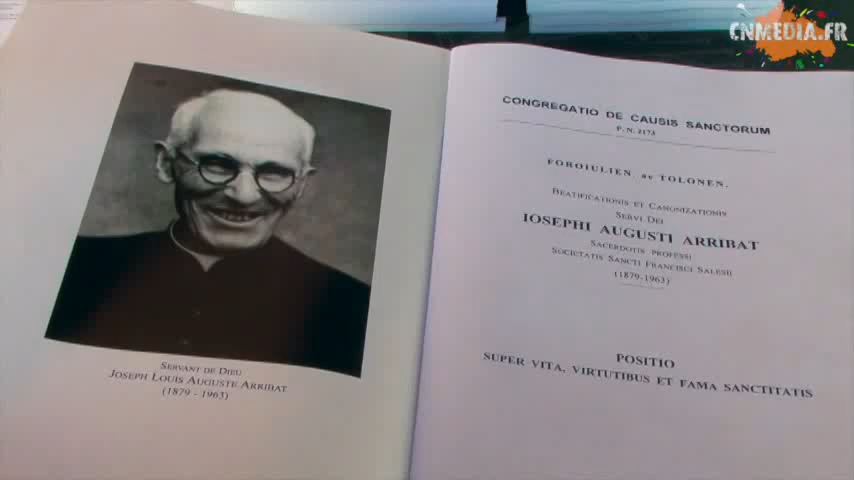 CNMEDIA.FR
SERVANT DE DIEU
JOSEPH LOUIS AUGUSTE ARRIBAT
(1879 - 1963)
CONGREGATIO DE CAUSIS SANCTORUM
P. N. 2173
FOROIULIEN. et TOLONEN.
BEATIFICATIONIS ET CANONIZATIONIS
SERVI DEI
IOSEPHI AUGUSTI ARRIBAT
SACERDOTIS PROFESSI
SOCIETATIS SANCTI FRANCISCI SALESII
(1879-1963)
POSITIO
SUPER VITA, VIRTUTIBUS ET FAMA SANCTITATIS